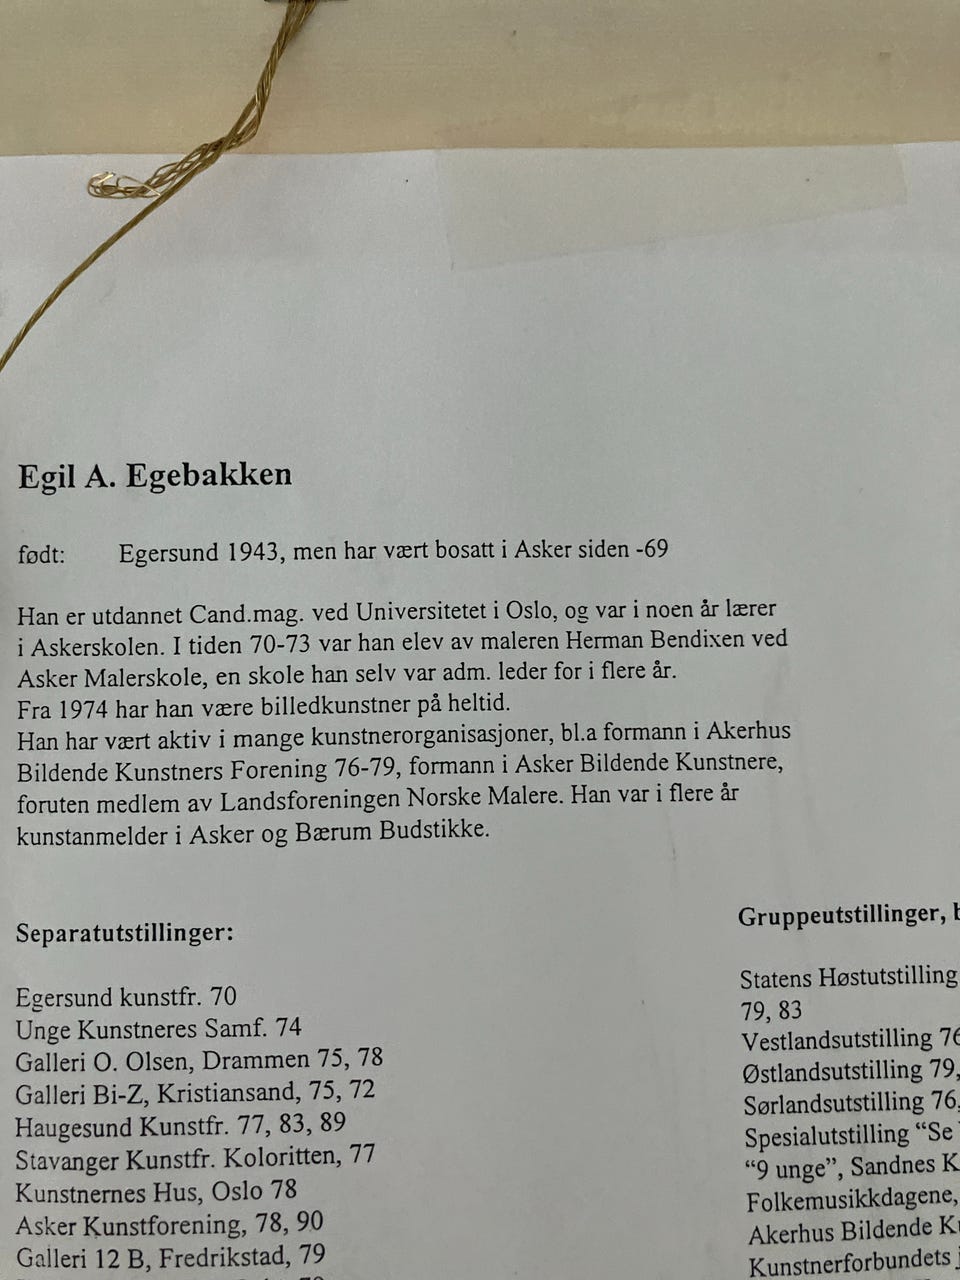 Egil A. Egebakken
født: Egersund 1943, men har vært bosatt i Asker siden -69
Han er utdannet Cand.mag. ved Universitetet i Oslo, og var i noen år lærer
i Askerskolen. I tiden 70-73 var han elev av maleren Herman Bendixen ved
Asker Malerskole, en skole han selv var adm. leder for i flere år.
Fra 1974 har han være billedkunstner på heltid.
Han har vært aktiv i mange kunstnerorganisasjoner, bl.a formann i Akerhus
Bildende Kunstners Forening 76-79, formann i Asker Bildende Kunstnere,
foruten medlem av Landsforeningen Norske Malere. Han var i flere år
kunstanmelder i Asker og Bærum Budstikke.
Separatutstillinger:
Egersund kunstfr. 70
Unge Kunstneres Samf. 74
Galleri O. Olsen, Drammen 75, 78
Galleri Bi-Z, Kristiansand, 75, 72
Haugesund Kunstfr. 77, 83, 89
Stavanger Kunstfr. Koloritten, 77
Kunstnernes Hus, Oslo 78
Asker Kunstforening, 78, 90
Galleri 12 B, Fredrikstad, 79
Gruppeutstillinger,
Statens Høstutstilling
79, 83
Vestlandsutstilling 76
Østlandsutstilling 79,
Sørlandsutstilling 76,
Spesialutstilling “Se
“9 unge”, Sandnes K
Folkemusikkdagene,
Akerhus Bildende
Kunstnerforbundets